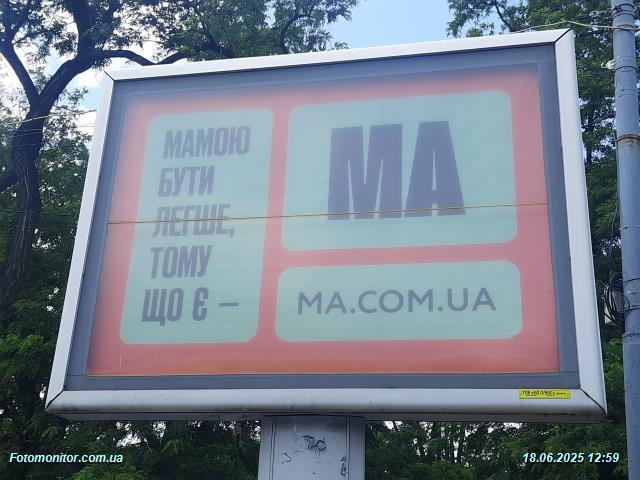 МАМОЮ
БУТИ
ЛЕГШЕ,
ТОМУ
ЩО Є –
МА
MA.COM.UA
Fotomonitor.com.ua
18.06.2025 12:59